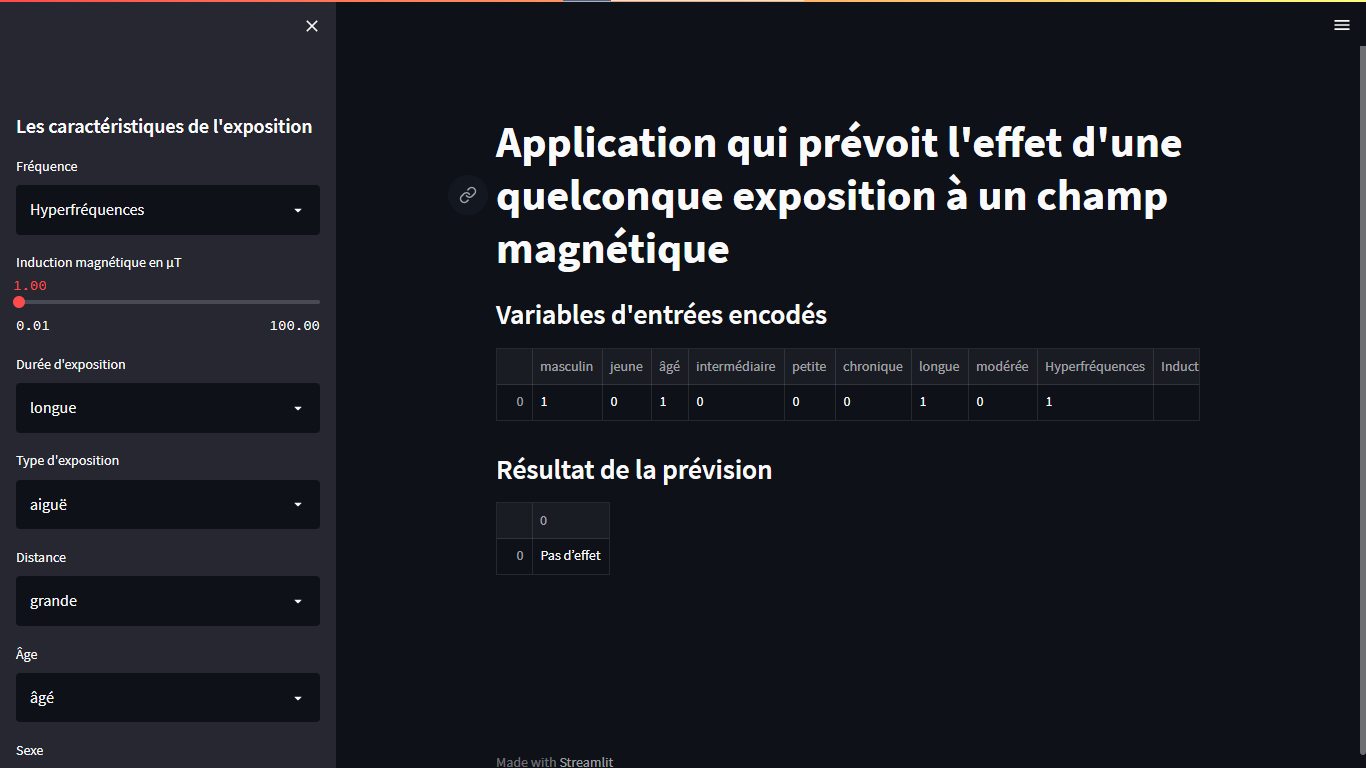 Les caractéristiques de l'exposition
Fréquence
Hyperfréquences
Induction magnétique en µT
1.00
0.01 100.00
Durée d'exposition
longue
Type d'exposition
aiguë
Distance
grande
Âge
âgé
Sexe
Application qui prévoit l'effet d'une
quelconque exposition à un champ
magnétique
Variables d'entrées encodés
masculin jeune âgé intermédiaire petite chronique longue modérée Hyperfréquences Induct
0 1 0 1 0 0 0 1 0 1
Résultat de la prévision
0
0 Pas d’effet
Made with Streamlit